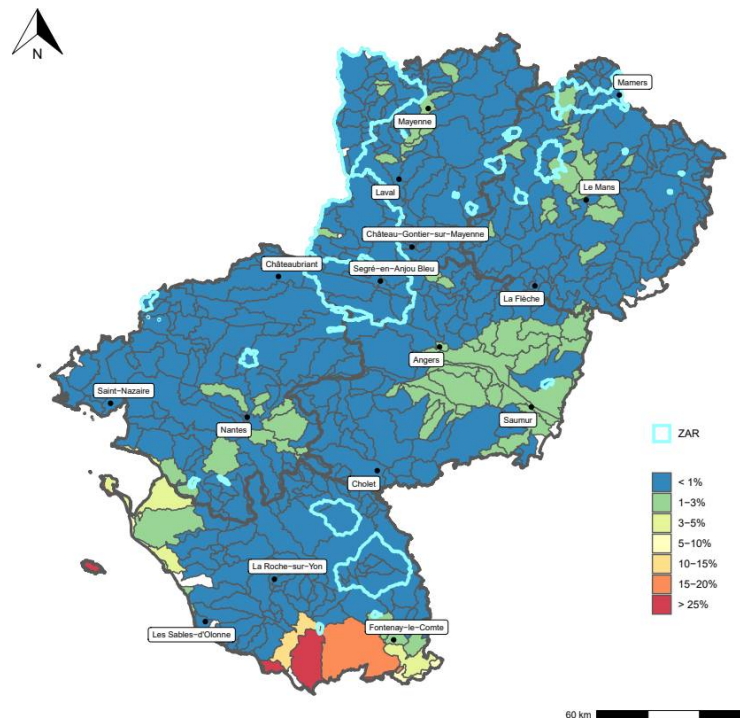 N
Mamers
Mayenne
Laval
Le Mans
Château-Gontier-sur-Mayenne
Châteaubriant
Segré-en-Anjou Bleu
La Flèche
Angers
Saint-Nazaire
Saumur
Nantes
Cholet
La Roche-sur-Yon
Les Sables-d'Olonne
Fontenay-le-Comte
ZAR
< 1%
1-3%
3-5%
5-10%
10-15%
15-20%
> 25%
60 km